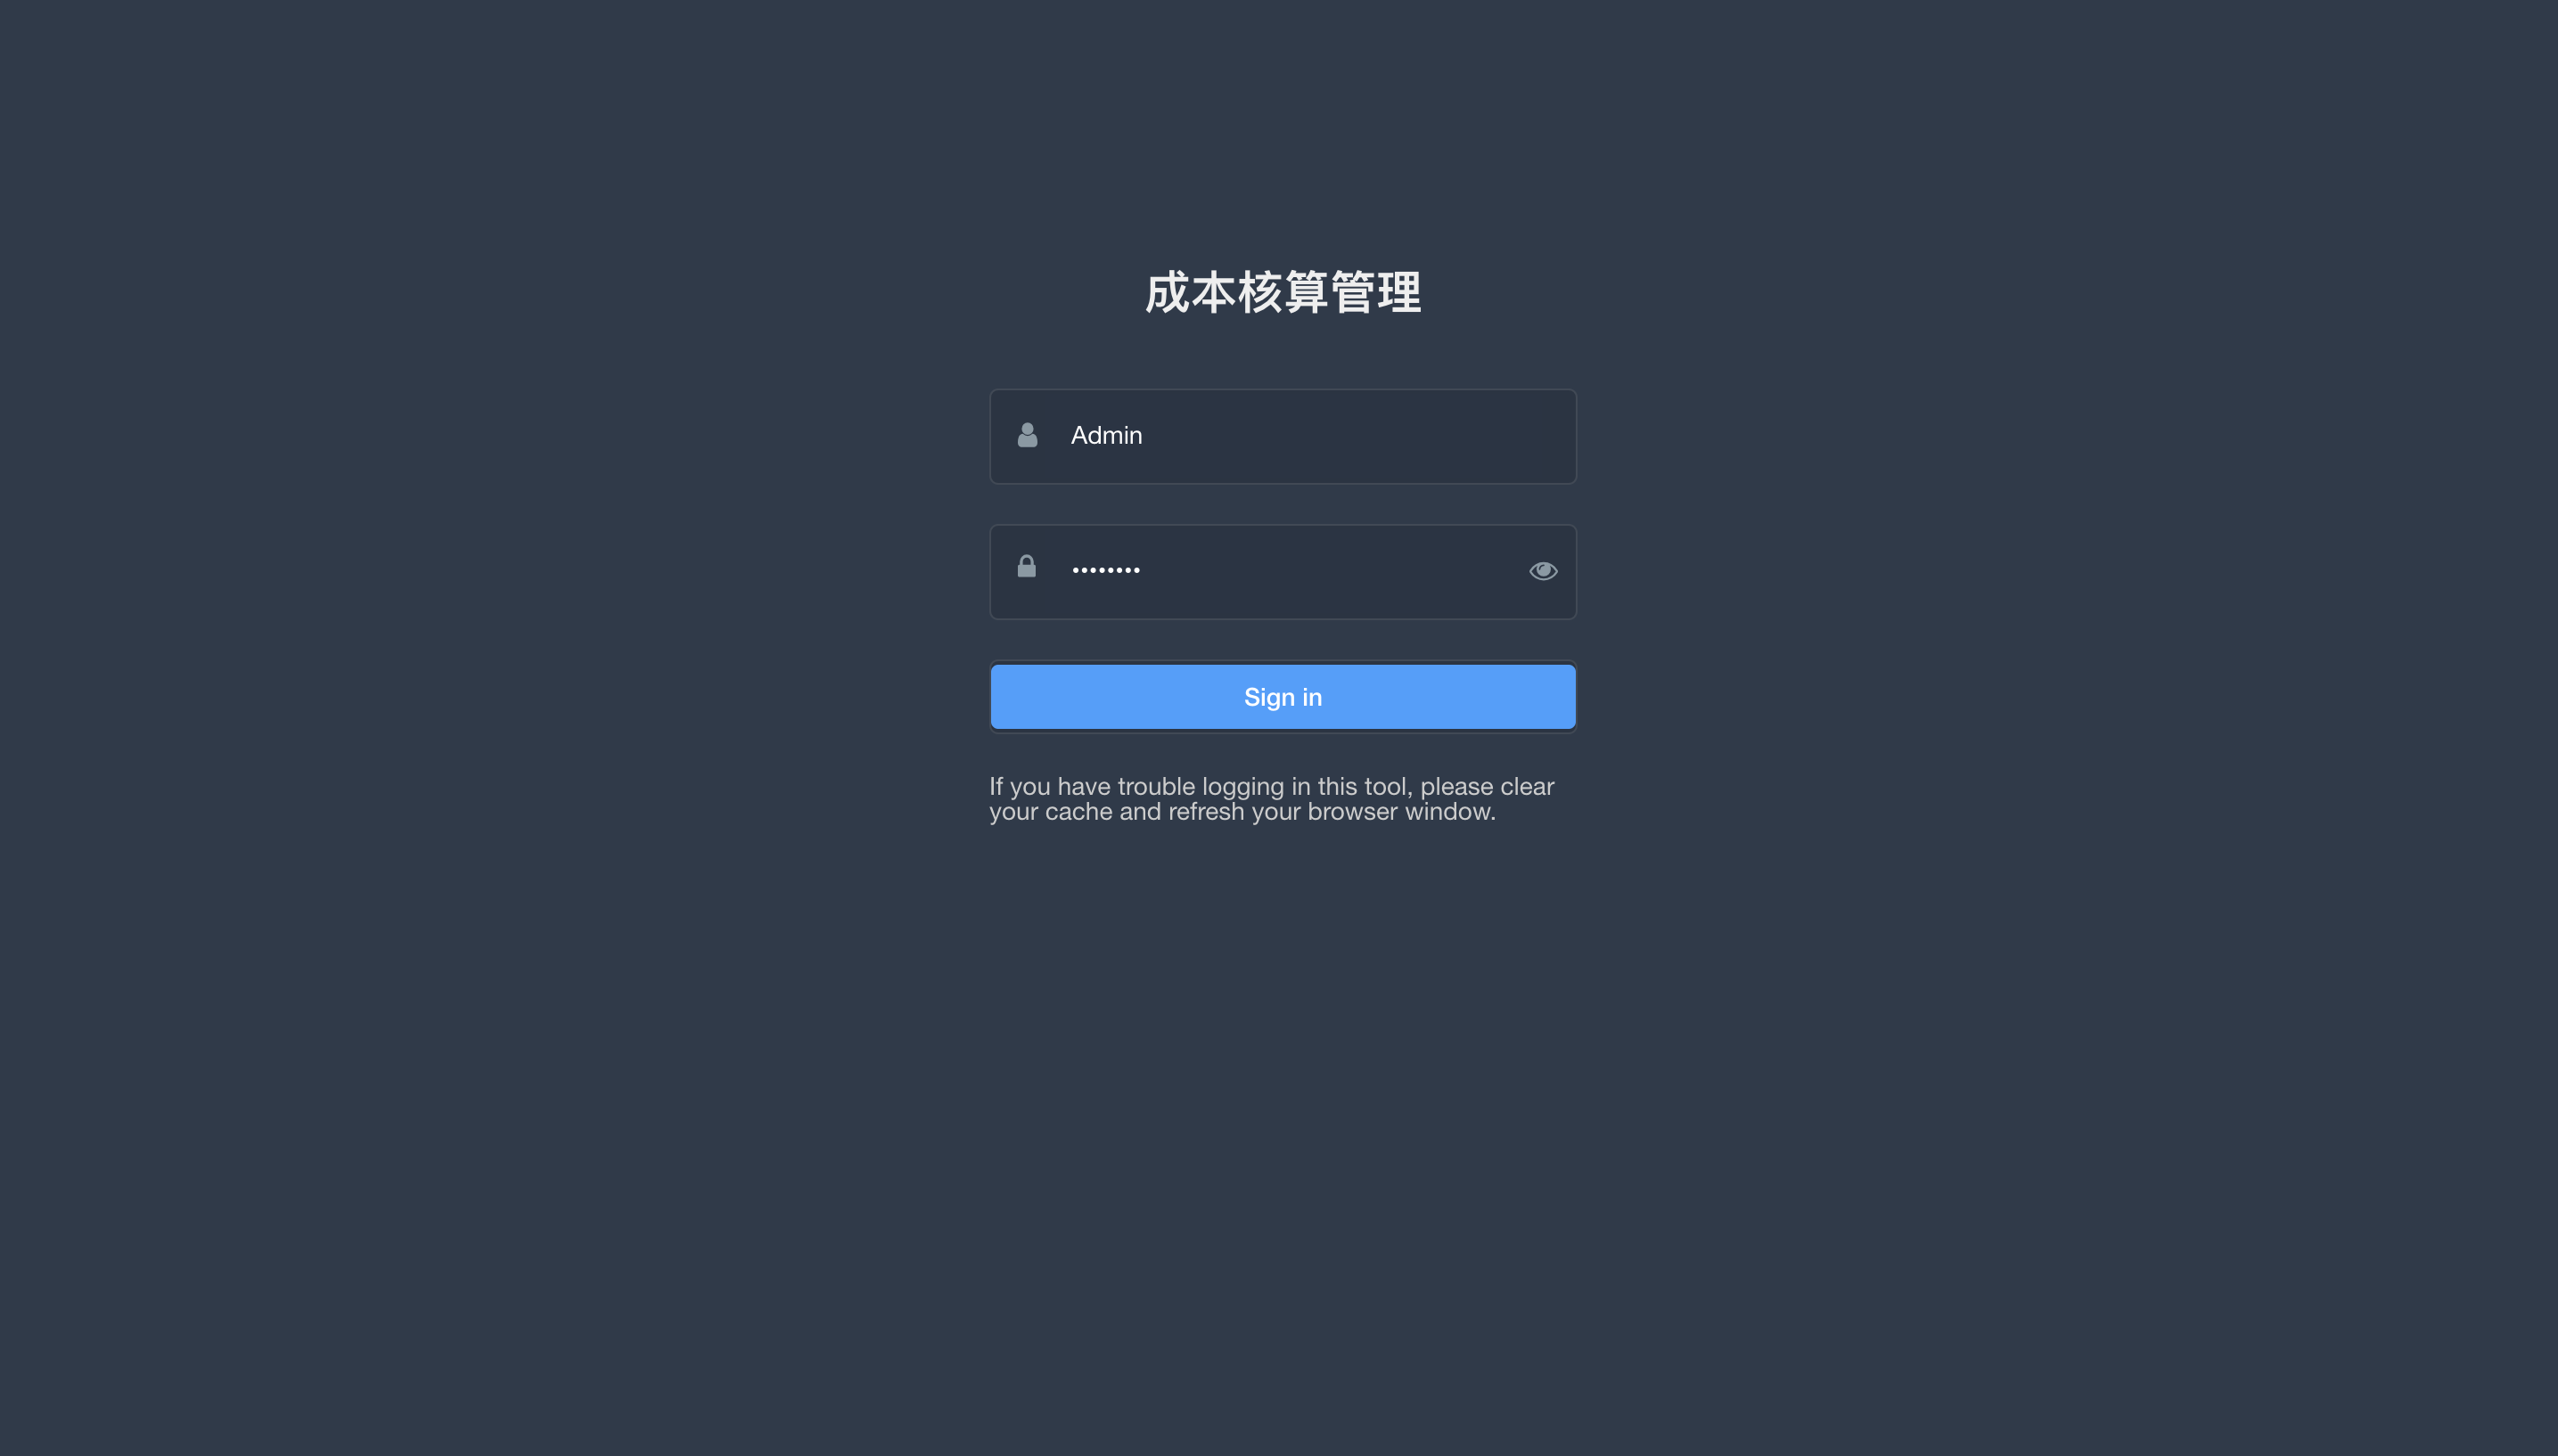 成本核算管理
Admin
••••••••
Sign in
If you have trouble logging in this tool, please clear
your cache and refresh your browser window.